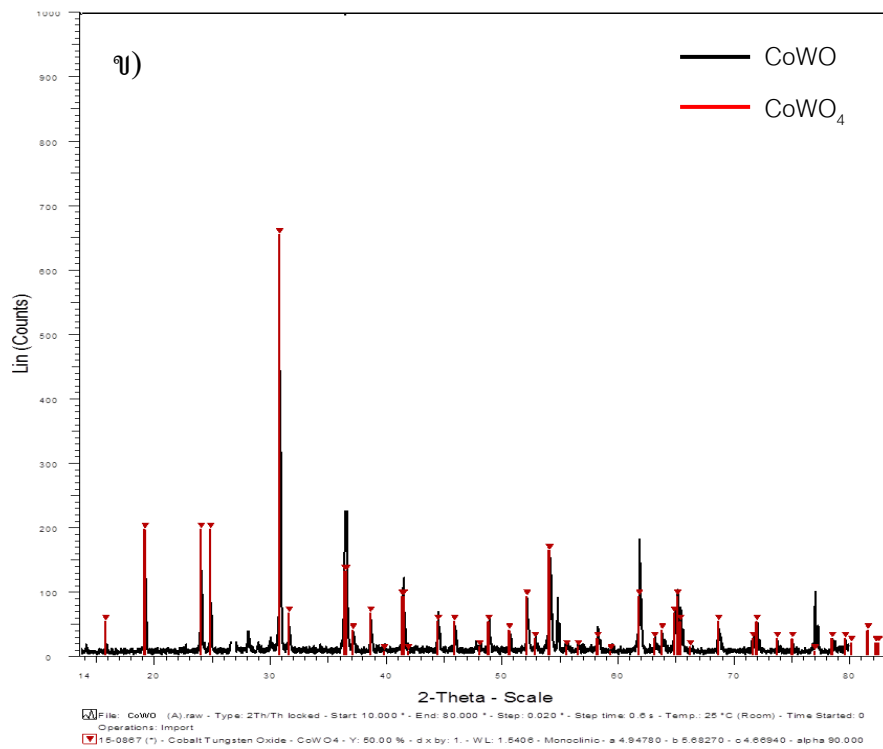 ข)
CoWO
CoWO₄
Lin (Counts)
1000
900
800
700
600
500
400
300
200
100
0
14 20 30 40 50 60 70 80
2-Theta - Scale
File: CoWO (A).raw - Type: 2Th/Th locked - Start: 10.000 ° - End: 80.000 ° - Step: 0.020 ° - Step time: 0.6 s - Temp.: 25 °C (Room) - Time Started: 0
Operations: Import
15-0867 (*) - Cobalt Tungsten Oxide - CoWO4 - Y: 50.00 % - d x by: 1. - WL: 1.5406 - Monoclinic - a 4.94780 - b 5.68270 - c 4.66940 - alpha 90.000